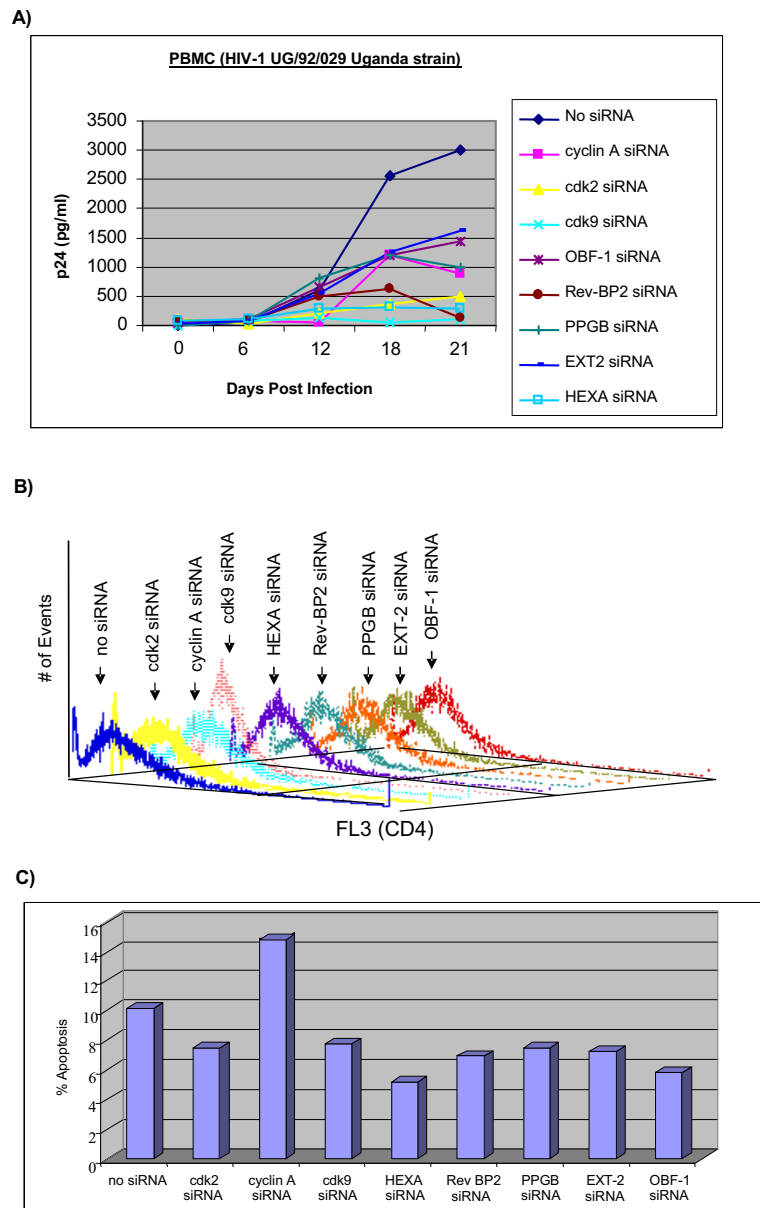 A)
PBMC (HIV-1 UG/92/029 Uganda strain)
3500
3000
2500
2000
1500
1000
500
0
p24 (pg/ml)
0 6 12 18 21
Days Post Infection
No siRNA
cyclin A siRNA
cdk2 siRNA
cdk9 siRNA
OBF-1 siRNA
Rev-BP2 siRNA
PPGB siRNA
EXT2 siRNA
HEXA siRNA
B)
# of Events
no siRNA
cdk2 siRNA
cyclin A siRNA
cdk9 siRNA
HEXA siRNA
Rev-BP2 siRNA
PPGB siRNA
EXT-2 siRNA
OBF-1 siRNA
FL3 (CD4)
C)
16
14
12
10
8
6
4
2
0
% Apoptosis
no siRNA
cdk2 siRNA
cyclin A siRNA
cdk9 siRNA
HEXA siRNA
Rev BP2 siRNA
PPGB siRNA
EXT-2 siRNA
OBF-1 siRNA